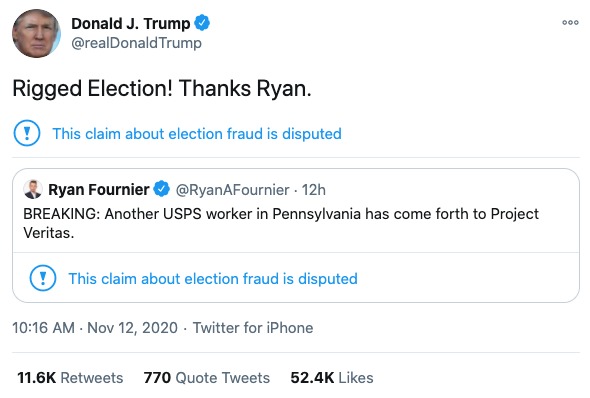 Donald J. Trump
@realDonaldTrump
Rigged Election! Thanks Ryan.
This claim about election fraud is disputed
Ryan Fournier @RyanAFournier · 12h
BREAKING: Another USPS worker in Pennsylvania has come forth to Project
Veritas.
This claim about election fraud is disputed
10:16 AM · Nov 12, 2020 · Twitter for iPhone
11.6K Retweets 770 Quote Tweets 52.4K Likes